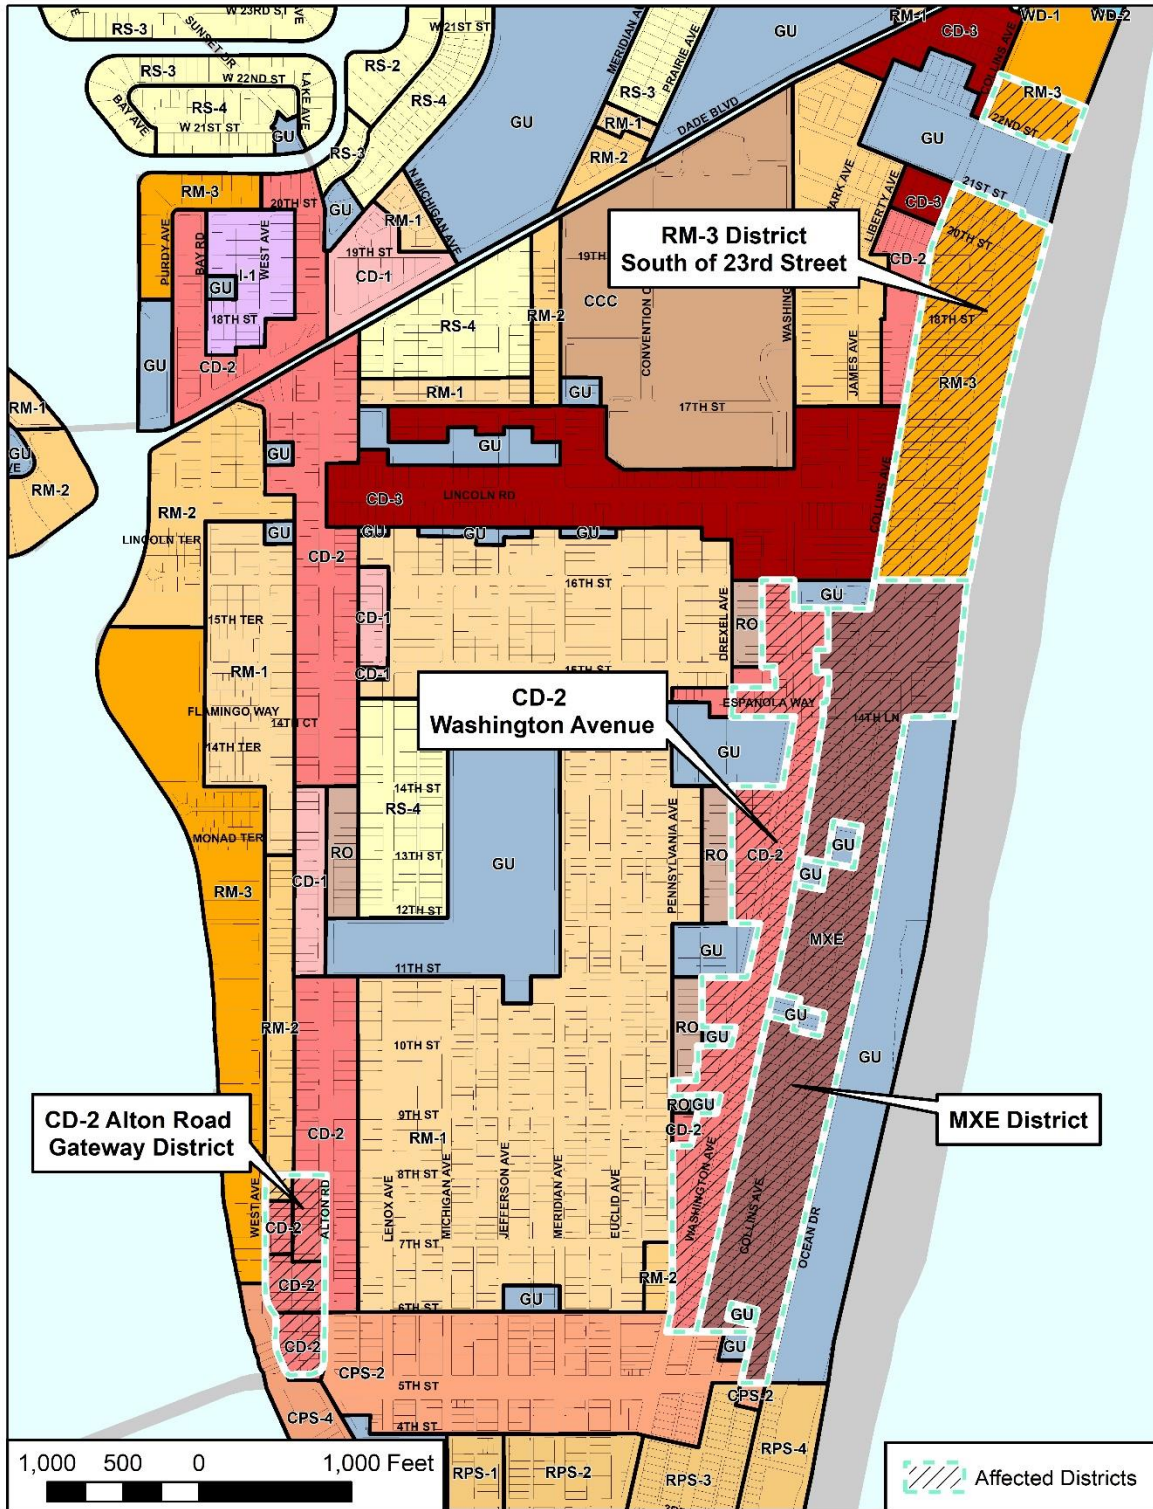 W 23RD ST
AVE
RS-3
SUNSET DR
W 21ST ST
MERIDIAN AV
GU
RM-1
CD-3
COLLINS AVE
WD-1
WD-2
RS-3
W 22ND ST
LAKE AVE
RS-2
PRAIRIE AVE
RS-4
BAY AVE
W 21ST ST
GU
RS-4
RS-3
RS-3
GU
RM-1
RM-2
DADE BLVD
GU
RM-3
22ND ST
RM-3
20TH ST
GU
N MICHIGAN AVE
RM-1
PARK AVE
LIBERTY AVE
CD-3
21ST ST
PURDY AVE
BAY RD
WEST AVE
I-1
GU
18TH ST
19TH ST
CD-1
CD-2
RS-4
RM-2
19TH
CCC
CONVENTION C
WASHING
RM-3 District
South of 23rd Street
CD-2
20TH ST
18TH ST
JAMES AVE
RM-3
GU
RM-1
GU
17TH ST
RM-1
GU
VE
RM-2
GU
RM-2
LINCOLN TER
GU
CD-3
LINCOLN RD
GU
COLLINS AVE
CD-2
GU
GU
GU
16TH ST
DREXEL AVE
RO
GU
15TH TER
CD-1
RM-1
CD-1
15TH ST
FLAMINGO WAY
14TH CT
14TH TER
CD-2
Washington Avenue
ESPANOLA WAY
14TH LN
GU
MONAD TER
14TH ST
RS-4
13TH ST
12TH ST
CD-1
RO
GU
PENNSYLVANIA AVE
RO
CD-2
GU
GU
RM-3
MXE
GU
11TH ST
GU
RM-2
10TH ST
RO
GU
GU
CD-2 Alton Road
Gateway District
CD-2
9TH ST
RM-1
8TH ST
RO
GU
CD-2
MXE District
WEST AVE
ALTON RD
LENOX AVE
MICHIGAN AVE
JEFFERSON AVE
MERIDIAN AVE
EUCLID AVE
WASHINGTON AVE
COLLINS AVE
OCEAN DR
CD-2
7TH ST
CD-2
RM-2
6TH ST
GU
GU
GU
CD-2
CPS-2
5TH ST
CPS-2
CPS-4
4TH ST
RPS-1
RPS-2
RPS-3
RPS-4
1,000 500 0 1,000 Feet
Affected Districts